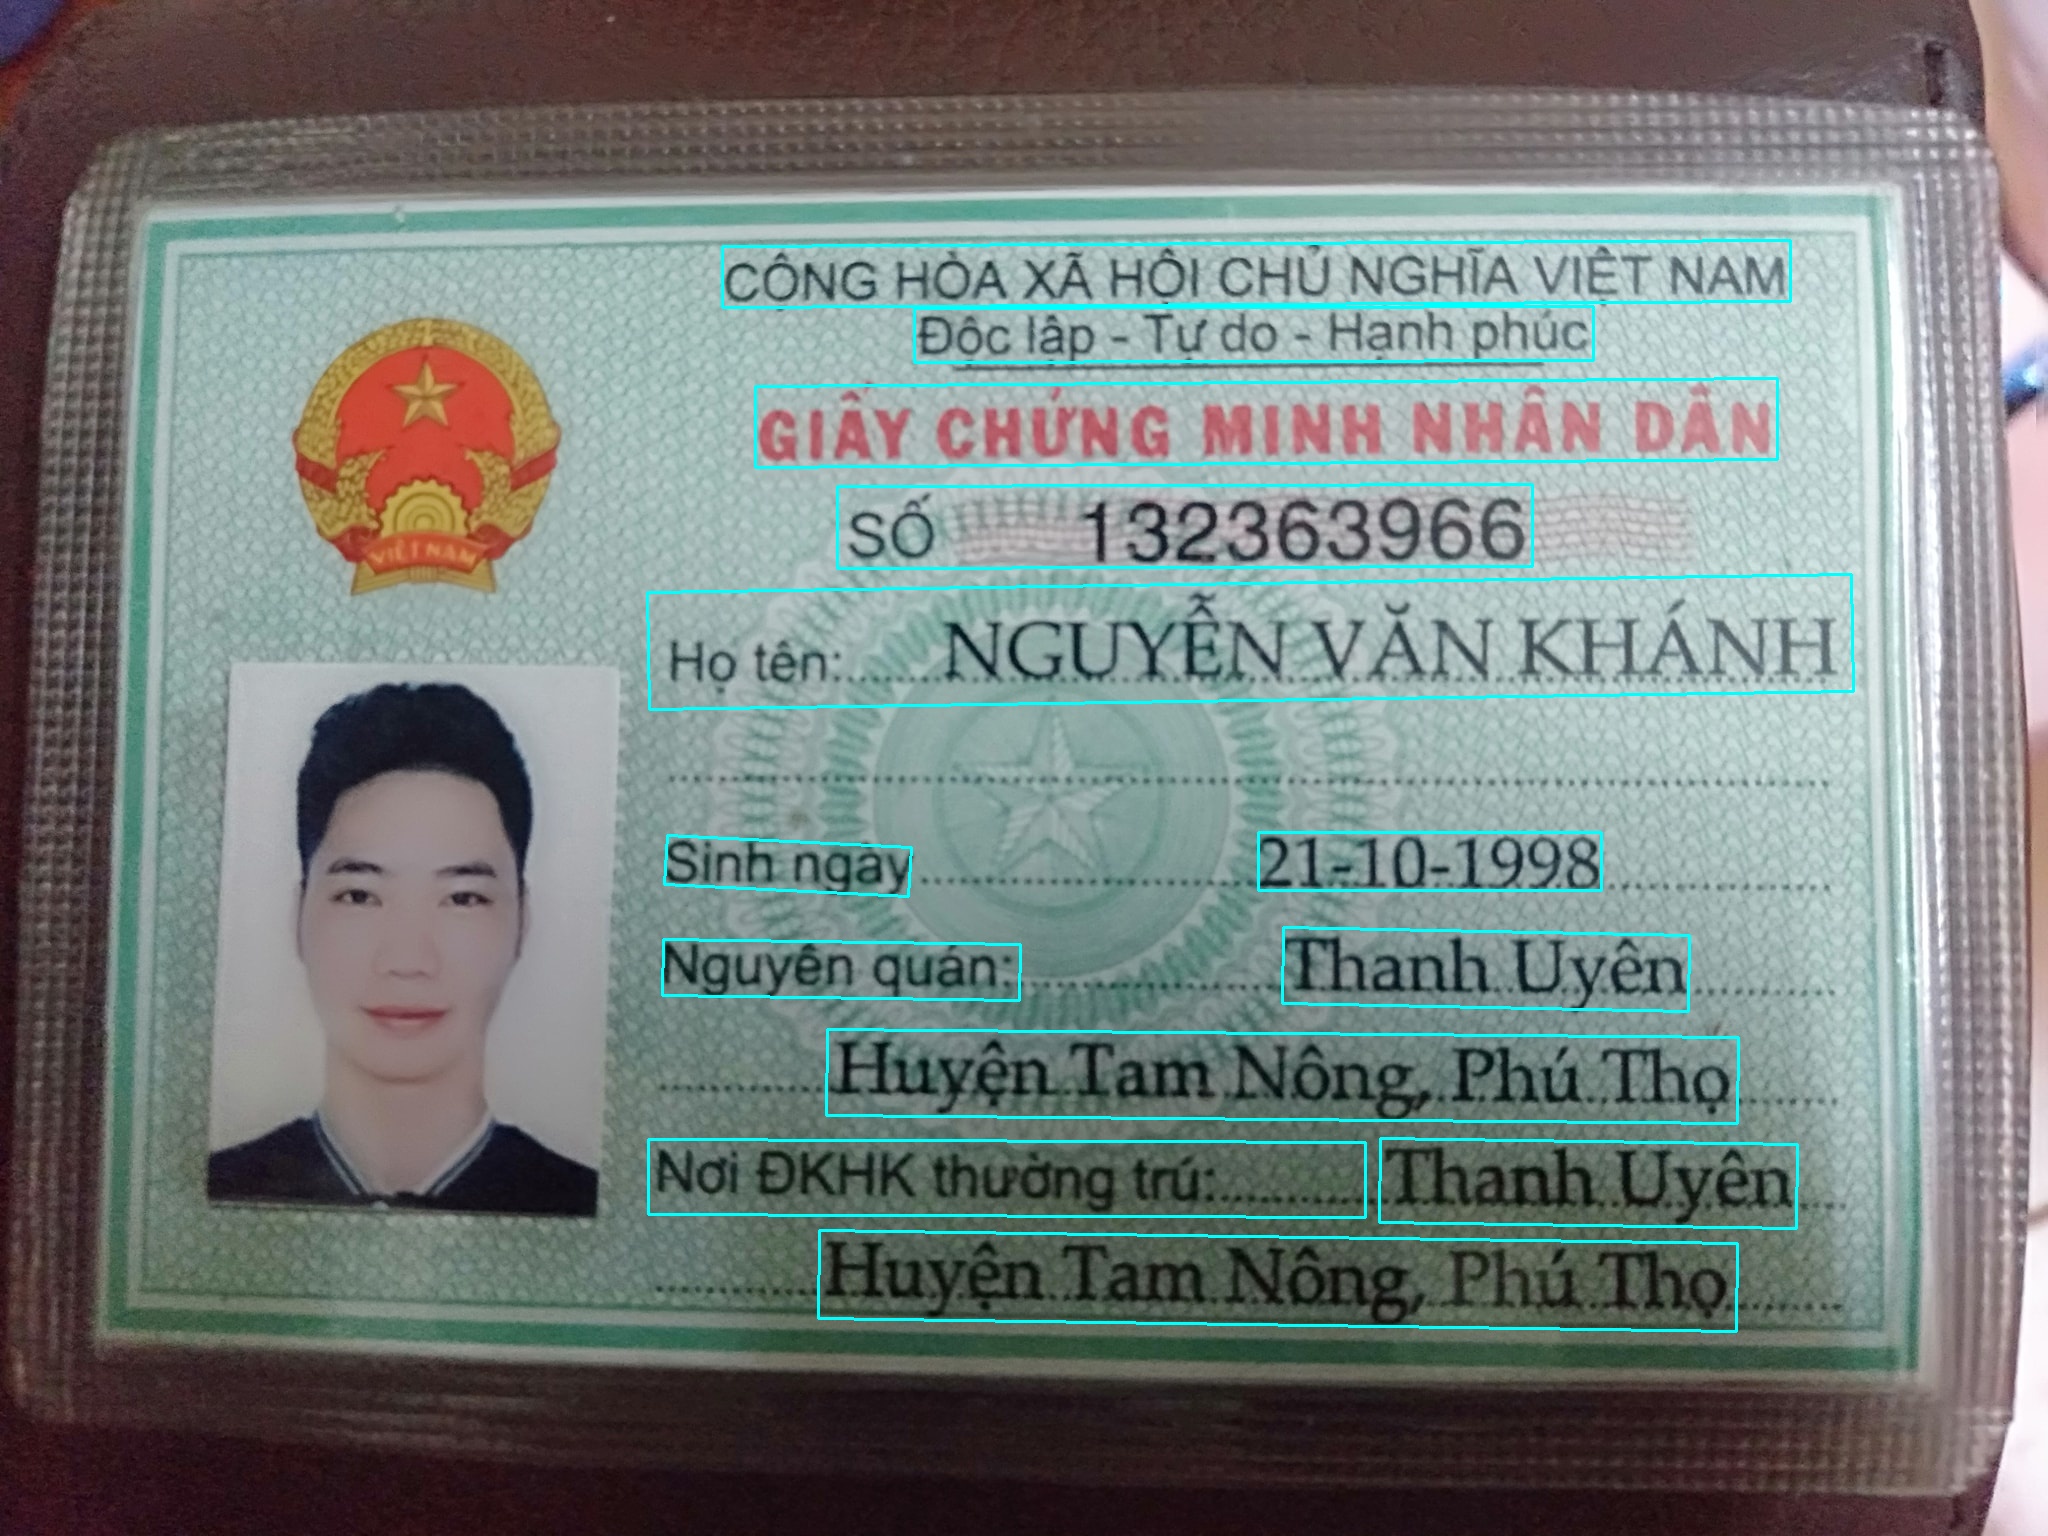 CỘNG HÒA XÃ HỘI CHỦ NGHĨA VIỆT NAM
Độc lập - Tự do - Hạnh phúc
GIẤY CHỨNG MINH NHÂN DÂN
SỐ 132363966
VIỆT NAM
Họ tên: NGUYỄN VĂN KHÁNH
Sinh ngày 21-10-1998
Nguyên quán: Thanh Uyên
Huyện Tam Nông, Phú Thọ
Nơi ĐKHK thường trú: Thanh Uyên
Huyện Tam Nông, Phú Thọ